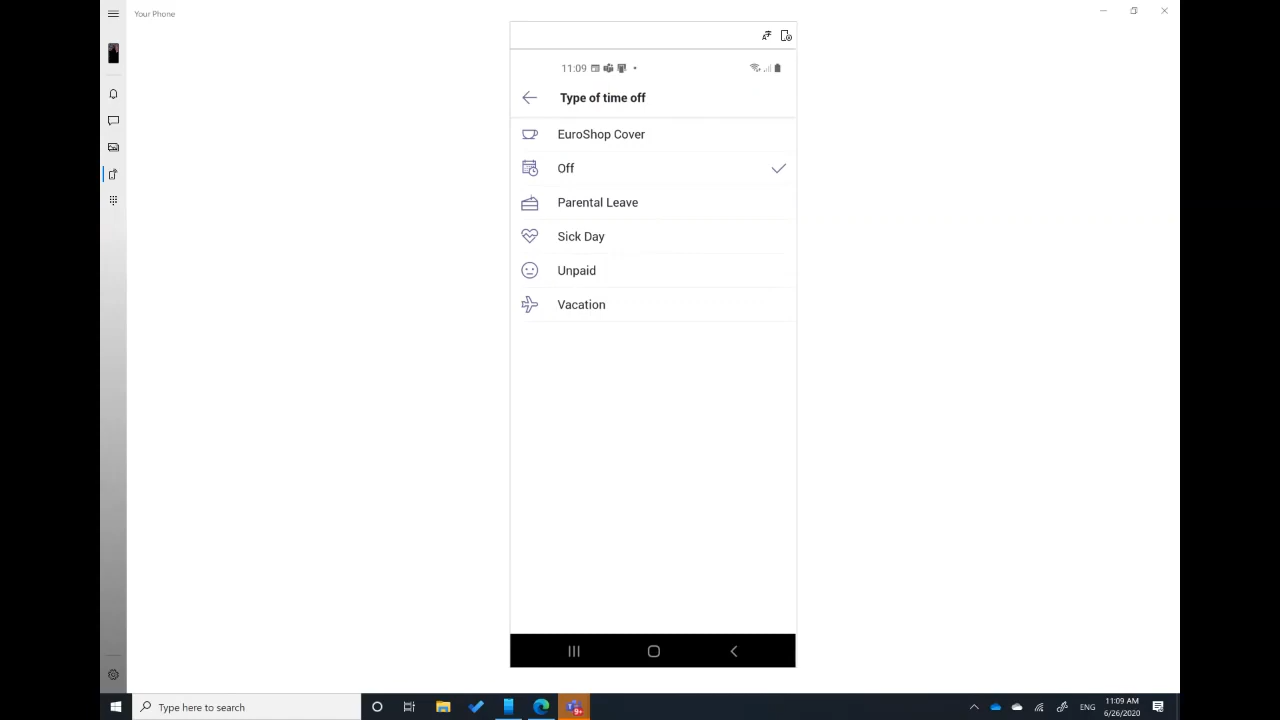 Your Phone
11:09
Type of time off
EuroShop Cover
Off
Parental Leave
Sick Day
Unpaid
Vacation
Type here to search
9+
ENG
11:09 AM
6/26/2020